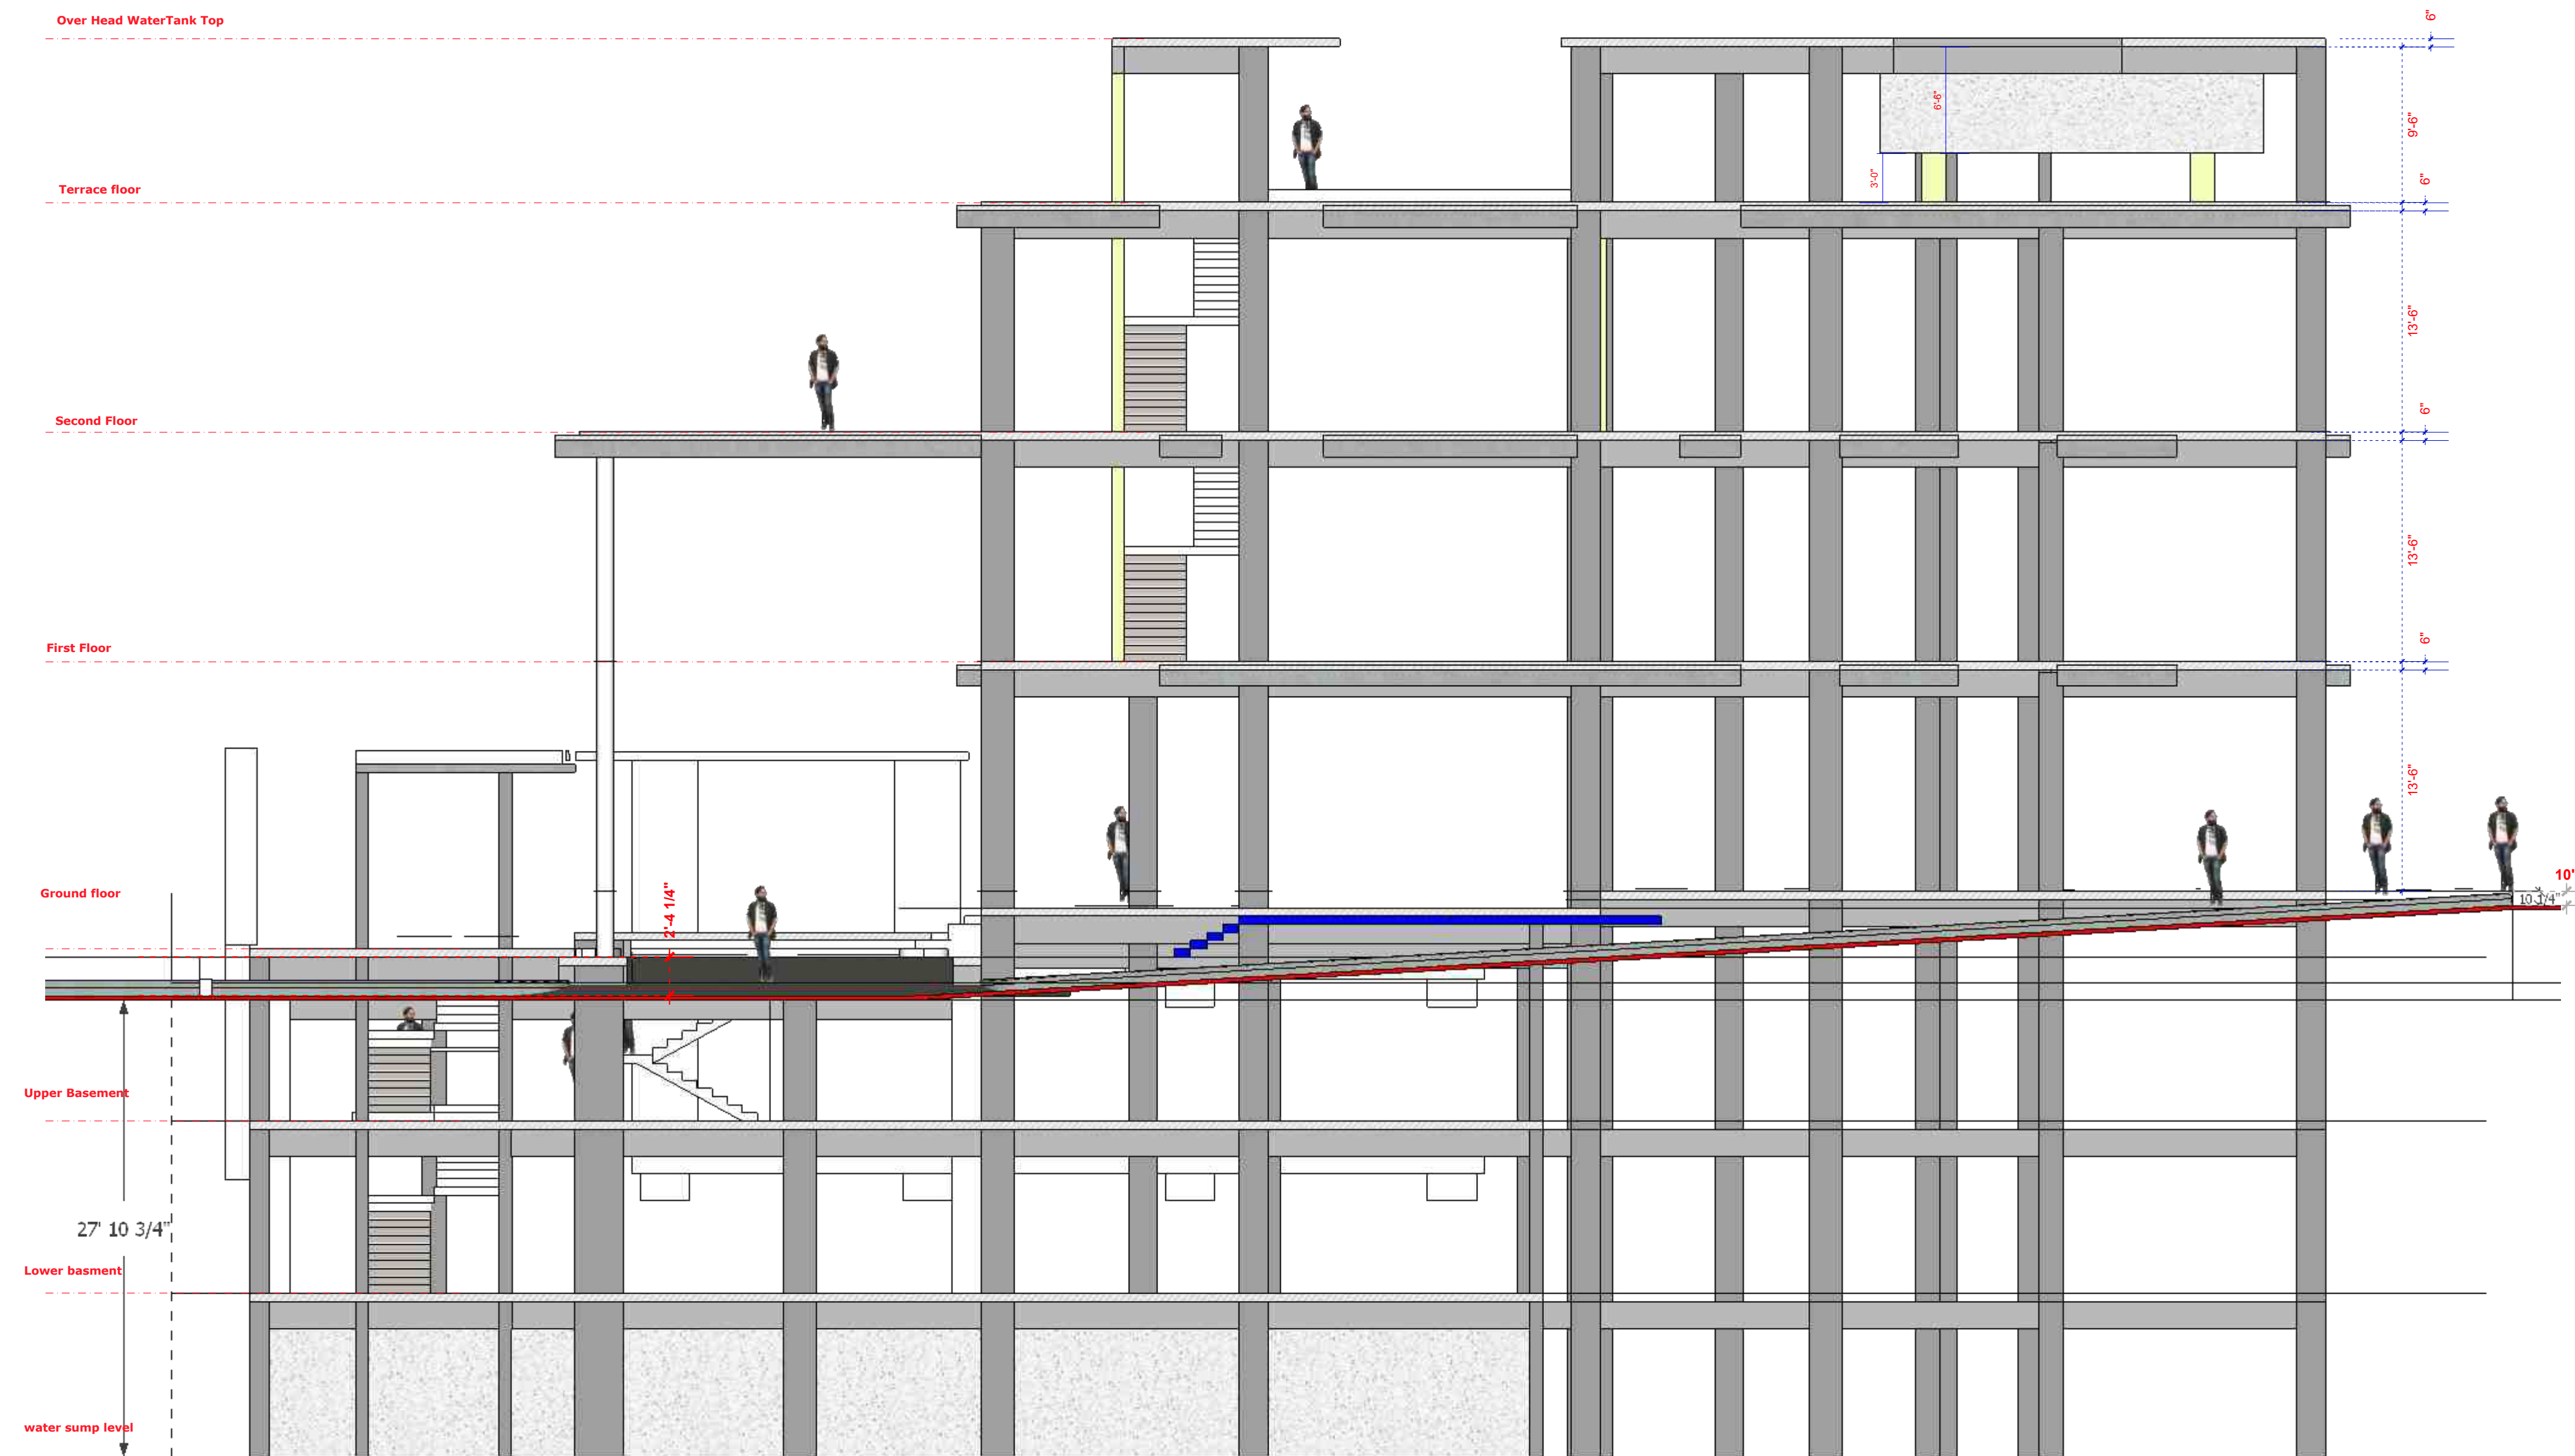 Over Head WaterTank Top
6"
6'-6"
9'-6"
3'-0"
Terrace floor
6"
13'-6"
Second Floor
6"
13'-6"
First Floor
6"
13'-6"
Ground floor
2'-4 1/4"
10'
10 3/4"
Upper Basement
27' 10 3/4"
Lower basment
water sump level